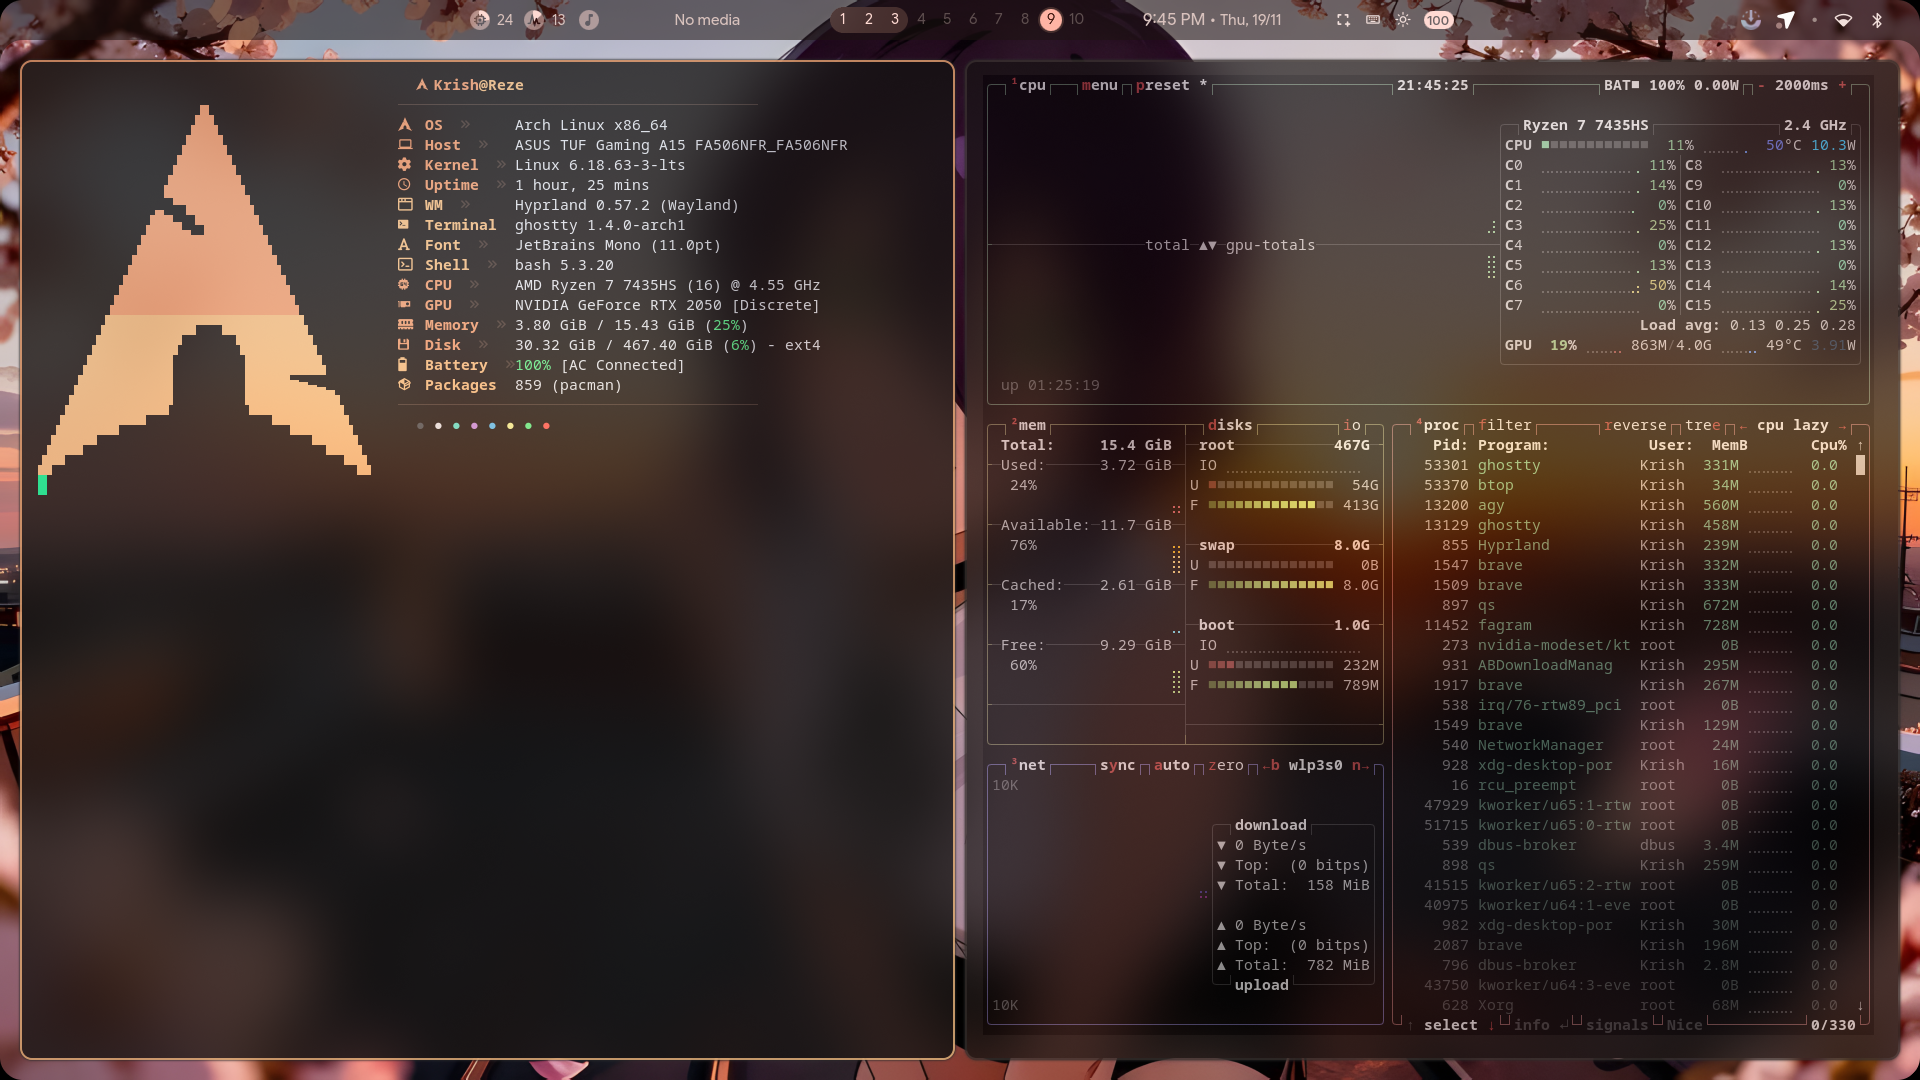 24 13 No media 1 2 3 4 5 6 7 8 9 10 9:45 PM • Thu, 19/11 100
Krish@Reze
OS » Arch Linux x86_64
Host » ASUS TUF Gaming A15 FA506NFR_FA506NFR
Kernel » Linux 6.18.63-3-lts
Uptime » 1 hour, 25 mins
WM » Hyprland 0.57.2 (Wayland)
Terminal ghostty 1.4.0-arch1
Font » JetBrains Mono (11.0pt)
Shell » bash 5.3.20
CPU » AMD Ryzen 7 7435HS (16) @ 4.55 GHz
GPU » NVIDIA GeForce RTX 2050 [Discrete]
Memory » 3.80 GiB / 15.43 GiB (25%)
Disk » 30.32 GiB / 467.40 GiB (6%) - ext4
Battery »100% [AC Connected]
Packages 859 (pacman)
¹cpu menu preset * 21:45:25 BAT■ 100% 0.00W - 2000ms +
Ryzen 7 7435HS 2.4 GHz
CPU 11% 50°C 10.3W
C0 11% C8 13%
C1 14% C9 0%
C2 0% C10 13%
C3 25% C11 0%
C4 0% C12 13%
C5 13% C13 0%
C6 50% C14 14%
C7 0% C15 25%
Load avg: 0.13 0.25 0.28
GPU 19% 863M/4.0G 49°C 3.91W
total ▲▼ gpu-totals
up 01:25:19
²mem
Total: 15.4 GiB
Used: 3.72 GiB
24%
Available: 11.7 GiB
76%
Cached: 2.61 GiB
17%
Free: 9.29 GiB
60%
disks io
root 467G
IO
U 54G
F 413G
swap 8.0G
U 0B
F 8.0G
boot 1.0G
IO
U 232M
F 789M
³net sync auto zero ←b wlp3s0 n→
10K
download
▼ 0 Byte/s
▼ Top: (0 bitps)
▼ Total: 158 MiB
▲ 0 Byte/s
▲ Top: (0 bitps)
▲ Total: 782 MiB
upload
10K
⁴proc filter reverse tree ← cpu lazy →
Pid: Program: User: MemB Cpu% ↑
53301 ghostty Krish 331M 0.0
53370 btop Krish 34M 0.0
13200 agy Krish 560M 0.0
13129 ghostty Krish 458M 0.0
855 Hyprland Krish 239M 0.0
1547 brave Krish 332M 0.0
1509 brave Krish 333M 0.0
897 qs Krish 672M 0.0
11452 fagram Krish 728M 0.0
273 nvidia-modeset/kt root 0B 0.0
931 ABDownloadManag Krish 295M 0.0
1917 brave Krish 267M 0.0
538 irq/76-rtw89_pci root 0B 0.0
1549 brave Krish 129M 0.0
540 NetworkManager root 24M 0.0
928 xdg-desktop-por Krish 16M 0.0
16 rcu_preempt root 0B 0.0
47929 kworker/u65:1-rtw root 0B 0.0
51715 kworker/u65:0-rtw root 0B 0.0
539 dbus-broker dbus 3.4M 0.0
898 qs Krish 259M 0.0
41515 kworker/u65:2-rtw root 0B 0.0
40975 kworker/u64:1-eve root 0B 0.0
982 xdg-desktop-por Krish 30M 0.0
2087 brave Krish 196M 0.0
796 dbus-broker Krish 2.8M 0.0
43750 kworker/u64:3-eve root 0B 0.0
628 Xorg root 68M 0.0 ↓
↑ select ↓ info ↵ signals Nice 0/330